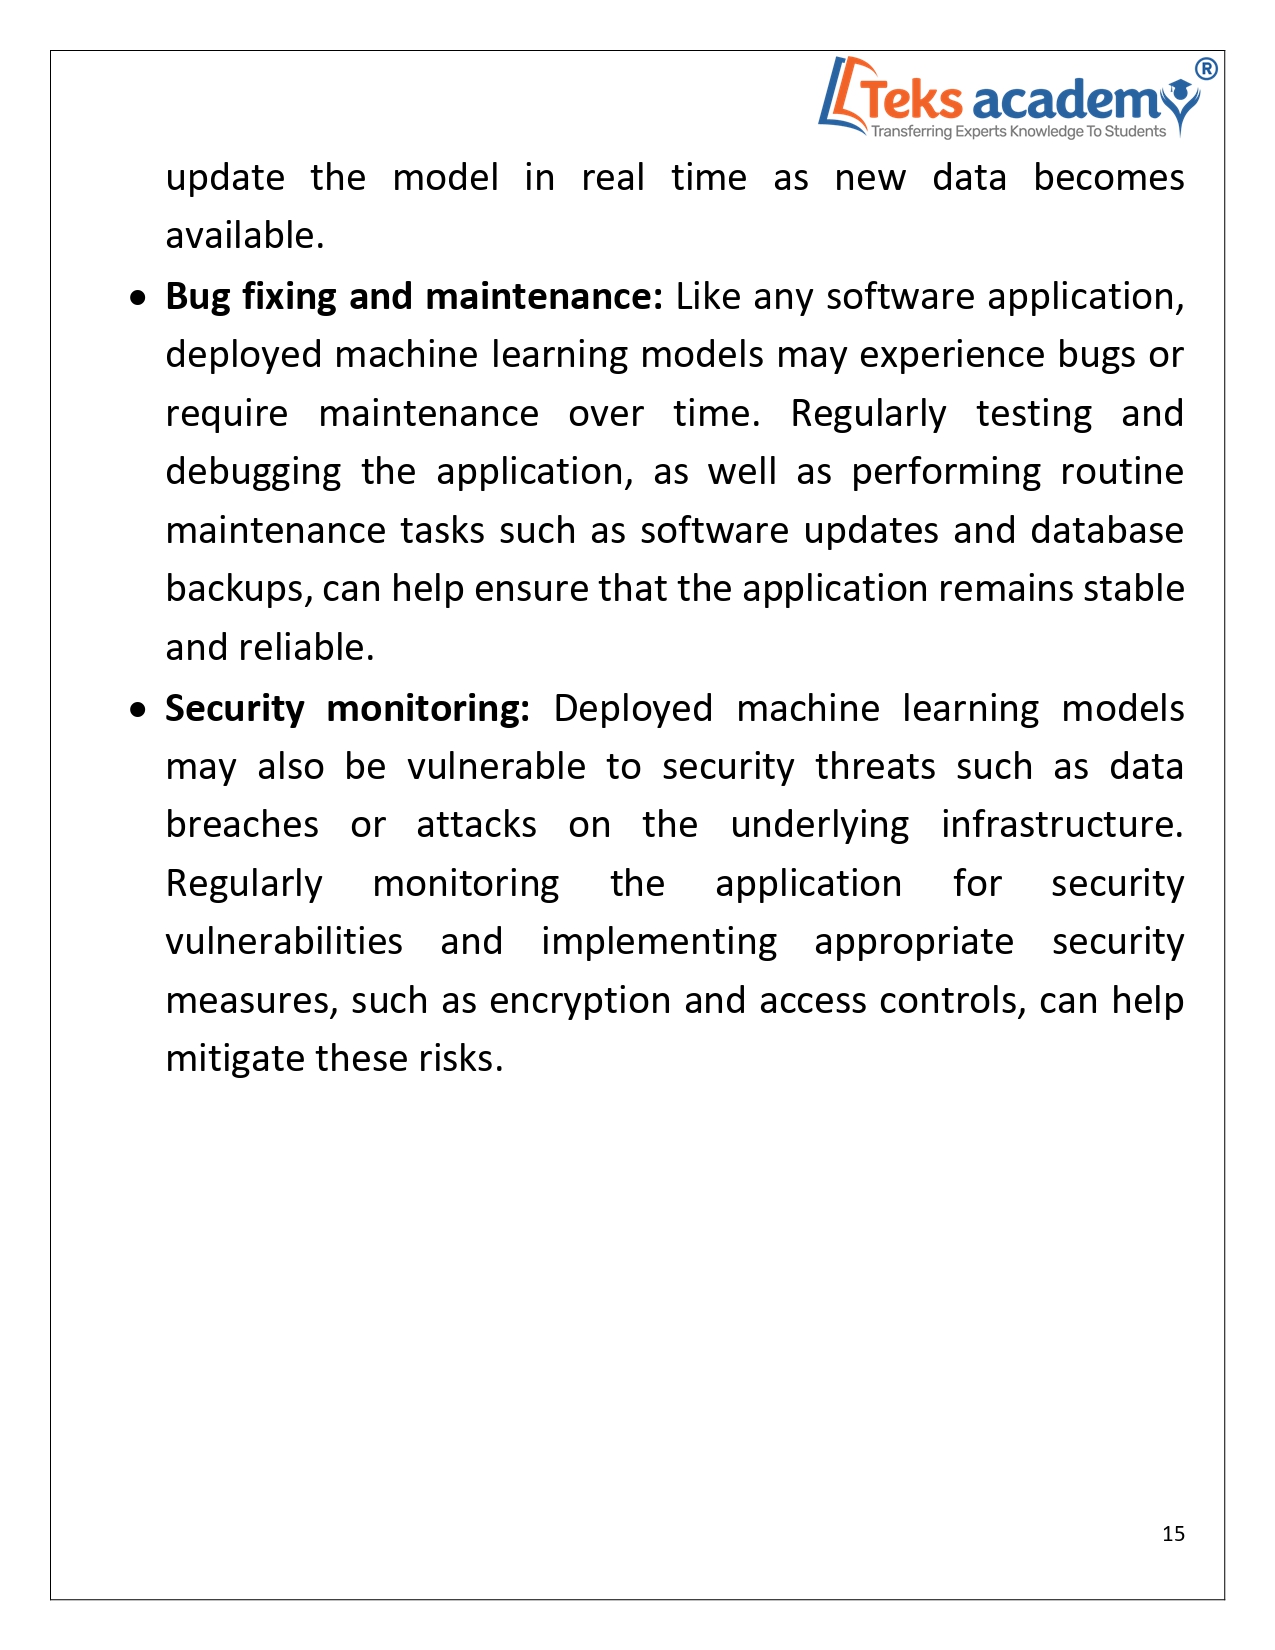 Teks academy®
Transferring Experts Knowledge To Students
update the model in real time as new data becomes
available.
• Bug fixing and maintenance: Like any software application,
deployed machine learning models may experience bugs or
require maintenance over time. Regularly testing and
debugging the application, as well as performing routine
maintenance tasks such as software updates and database
backups, can help ensure that the application remains stable
and reliable.
• Security monitoring: Deployed machine learning models
may also be vulnerable to security threats such as data
breaches or attacks on the underlying infrastructure.
Regularly monitoring the application for security
vulnerabilities and implementing appropriate security
measures, such as encryption and access controls, can help
mitigate these risks.
15